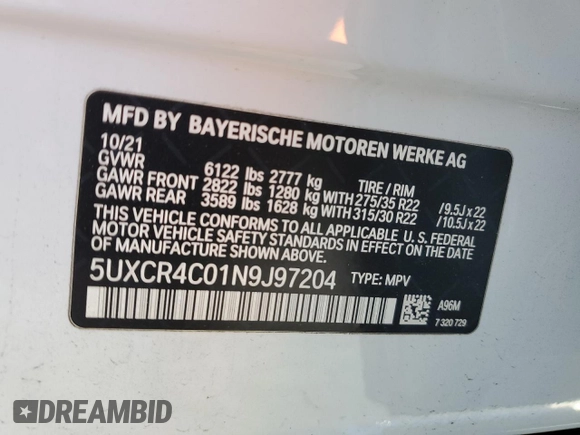 MFD BY BAYERISCHE MOTOREN WERKE AG
10/21
GVWR 6122 lbs 2777 kg TIRE / RIM
GAWR FRONT 2822 lbs 1280 kg WITH 275/35 R22 /9.5J x 22
GAWR REAR 3589 lbs 1628 kg WITH 315/30 R22 /10.5J x 22
THIS VEHICLE CONFORMS TO ALL APPLICABLE U. S. FEDERAL
MOTOR VEHICLE SAFETY STANDARDS IN EFFECT ON THE DATE OF
MANUFACTURE SHOWN ABOVE.
5UXCR4C01N9J97204 TYPE: MPV
A96M
7 320 729
DREAMBID